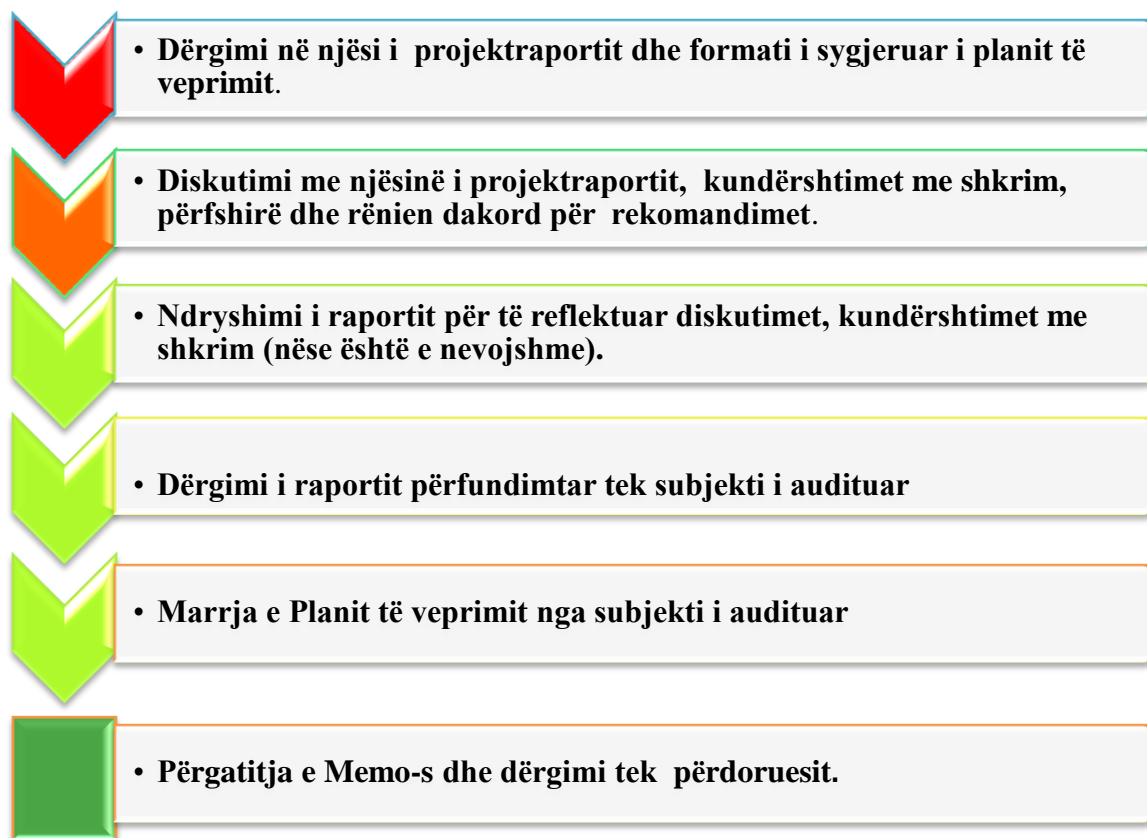 • Dërgimi në njësi i projektraportit dhe formati i sygjeruar i planit të
veprimit.
• Diskutimi me njësinë i projektraportit, kundërshtimet me shkrim,
përfshirë dhe rënien dakord për rekomandimet.
• Ndryshimi i raportit për të reflektuar diskutimet, kundërshtimet me
shkrim (nëse është e nevojshme).
• Dërgimi i raportit përfundimtar tek subjekti i audituar
• Marrja e Planit të veprimit nga subjekti i audituar
• Përgatitja e Memo-s dhe dërgimi tek përdoruesit.